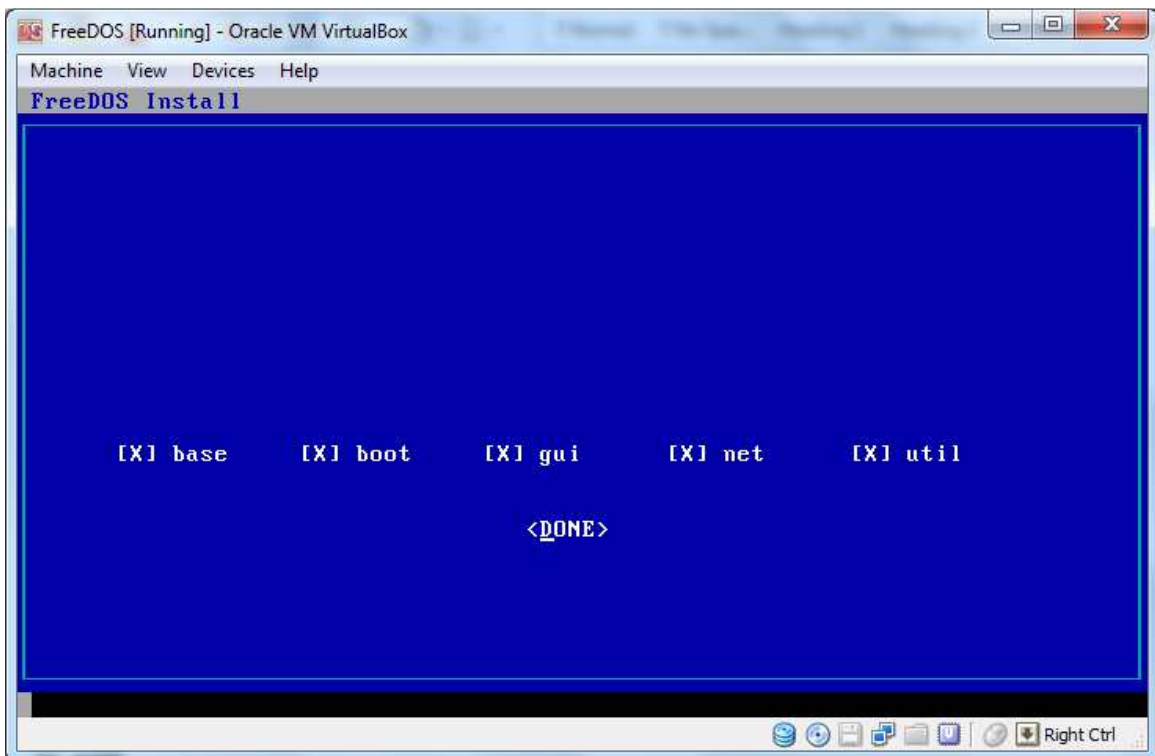 FreeDOS [Running] - Oracle VM VirtualBox
Machine View Devices Help
FreeDOS Install
[X] base [X] boot [X] gui [X] net [X] util
<DONE>
Right Ctrl